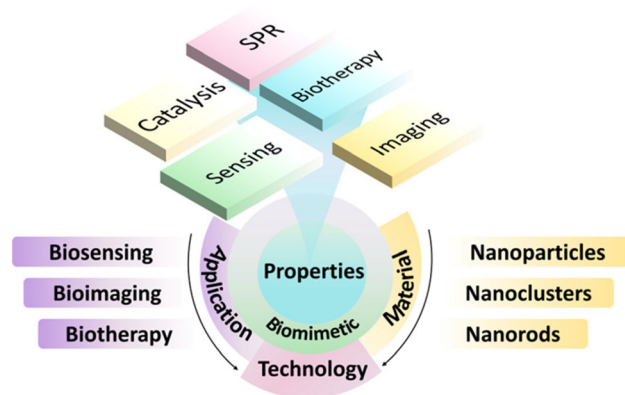 SPR
Biotherapy
Catalysis
Imaging
Sensing
Biosensing
Bioimaging
Biotherapy
Application
Properties
Biomimetic
Material
Technology
Nanoparticles
Nanoclusters
Nanorods